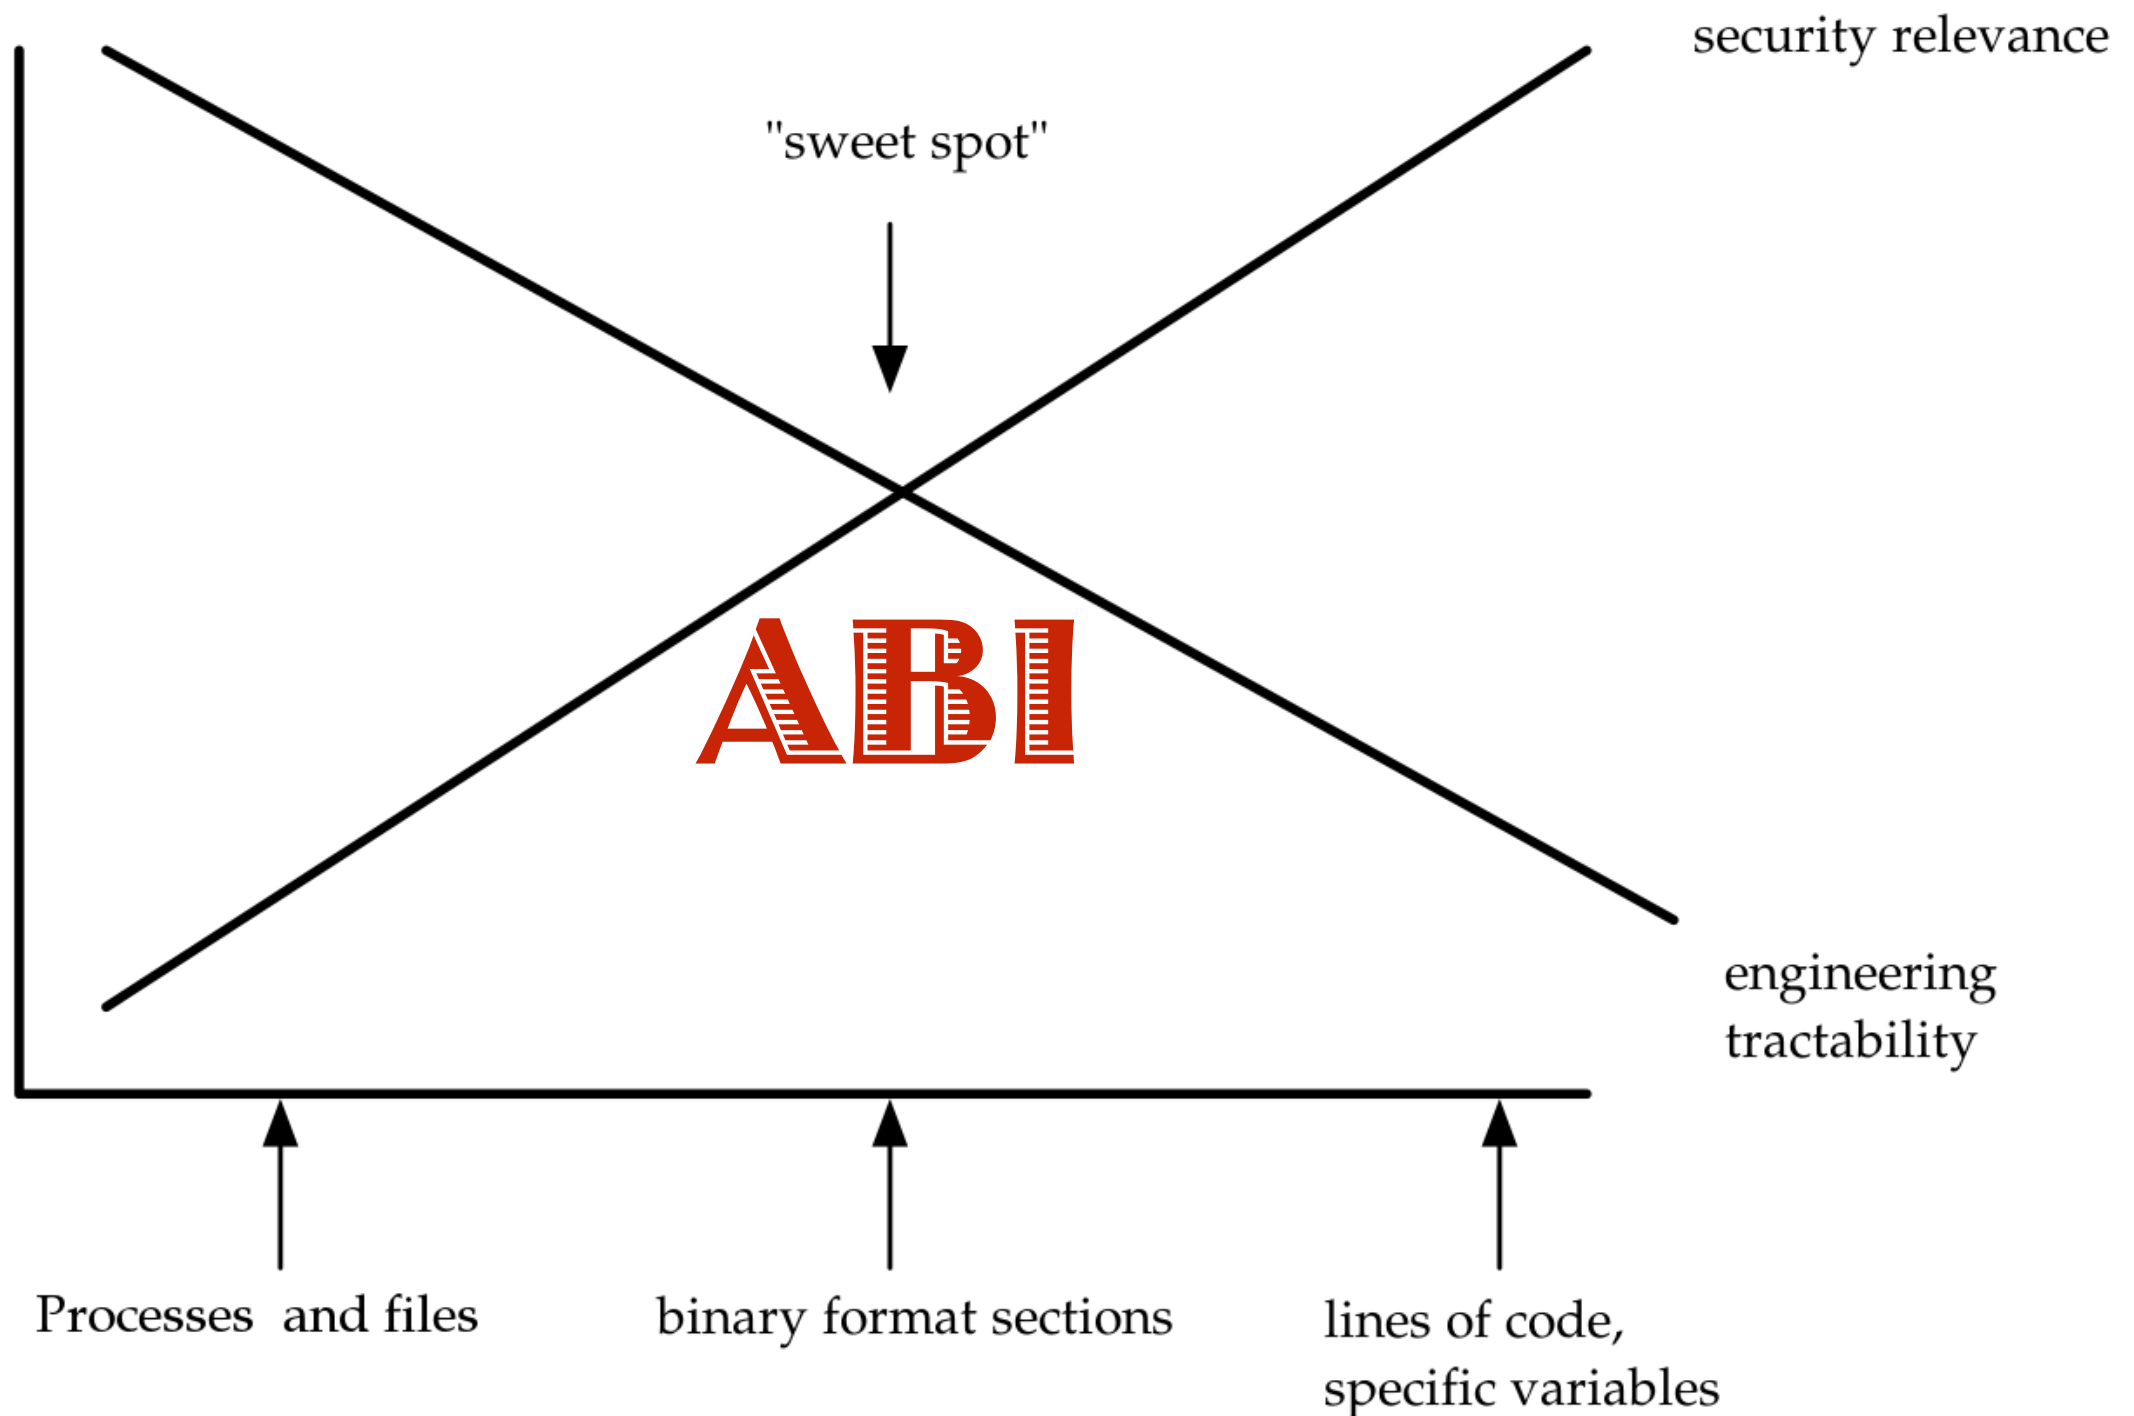 security relevance
"sweet spot"
ABI
engineering
tractability
Processes and files
binary format sections
lines of code,
specific variables